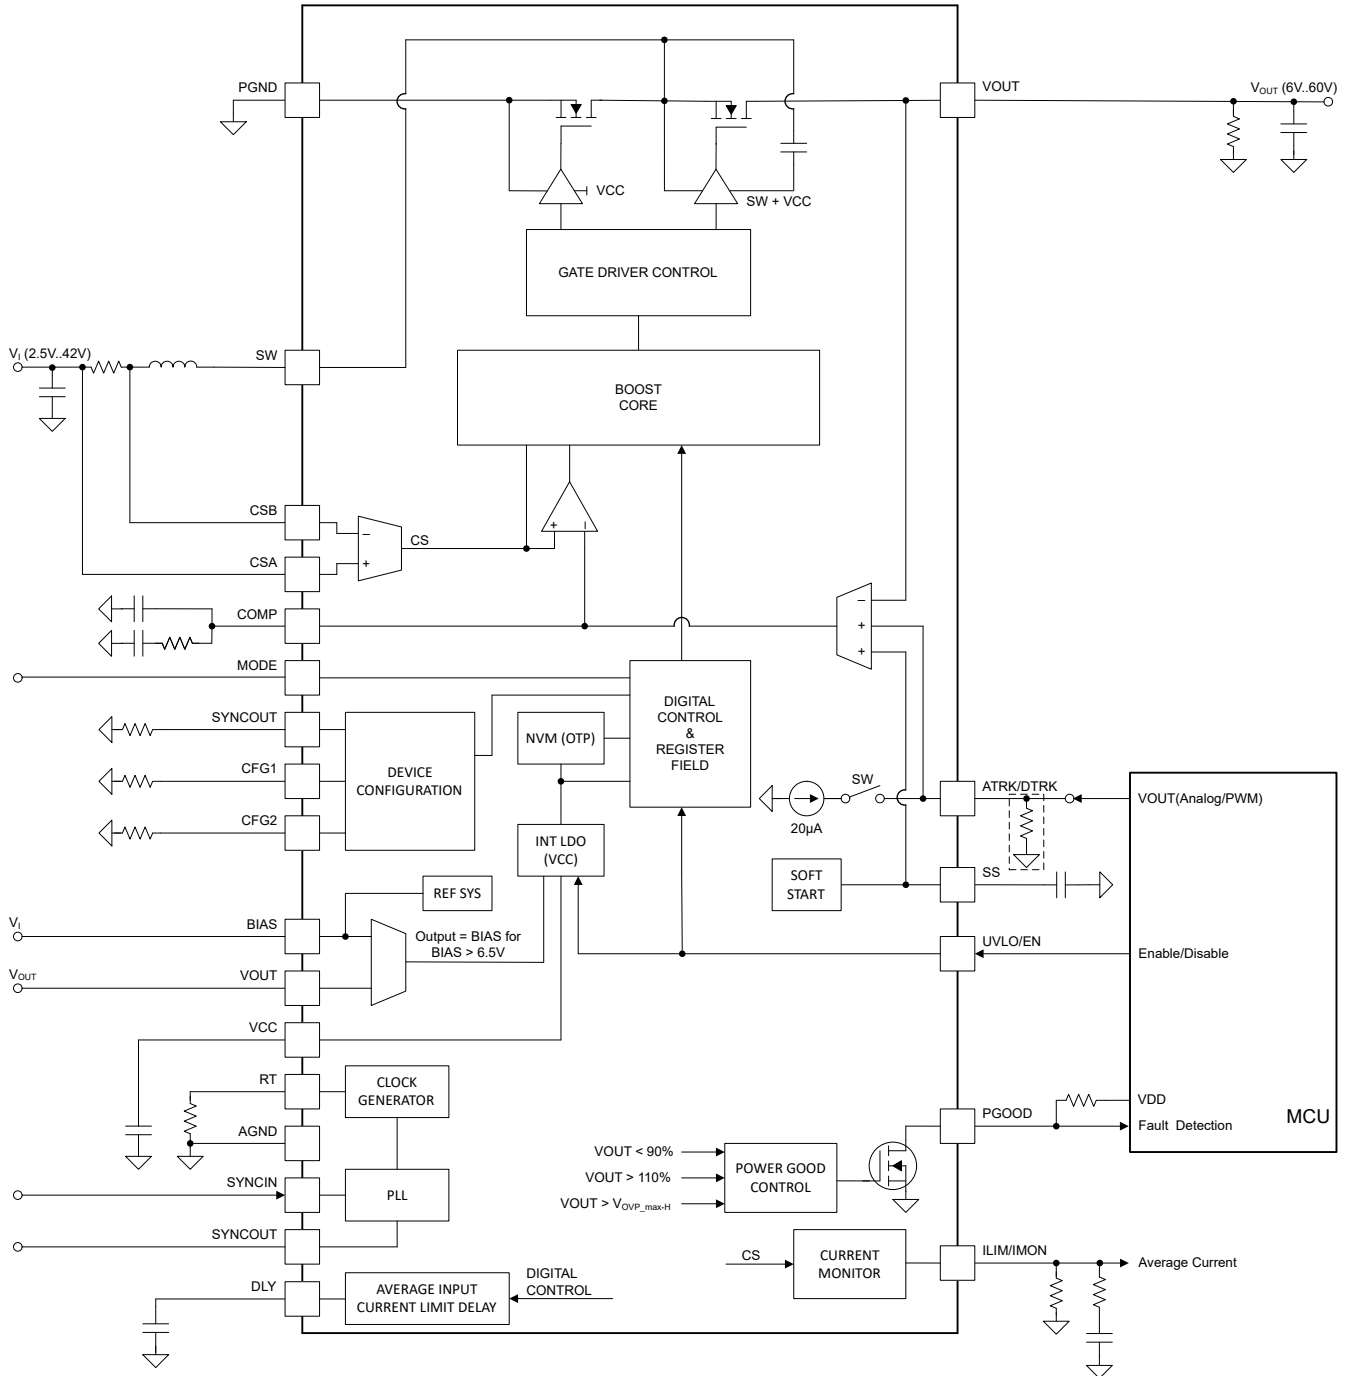 PGND
VOUT
VOUT (6V..60V)
VCC
SW + VCC
GATE DRIVER CONTROL
VI (2.5V..42V)
SW
BOOST
CORE
CSB
−
CS
+
–
CSA
+
−
COMP
+
+
MODE
DIGITAL
CONTROL
&
REGISTER
FIELD
SYNCOUT
NVM (OTP)
CFG1
DEVICE
CONFIGURATION
SW
ATRK/DTRK
VOUT(Analog/PWM)
CFG2
20µA
INT LDO
(VCC)
SOFT
START
SS
REF SYS
VI
BIAS
Output = BIAS for
BIAS > 6.5V
UVLO/EN
Enable/Disable
VOUT
VOUT
VCC
RT
CLOCK
GENERATOR
VDD
PGOOD
Fault Detection
MCU
AGND
VOUT < 90%
POWER GOOD
CONTROL
VOUT > 110%
VOUT > VOVP_max-H
SYNCIN
PLL
SYNCOUT
CS
CURRENT
MONITOR
ILIM/IMON
Average Current
DLY
AVERAGE INPUT
CURRENT LIMIT DELAY
DIGITAL
CONTROL